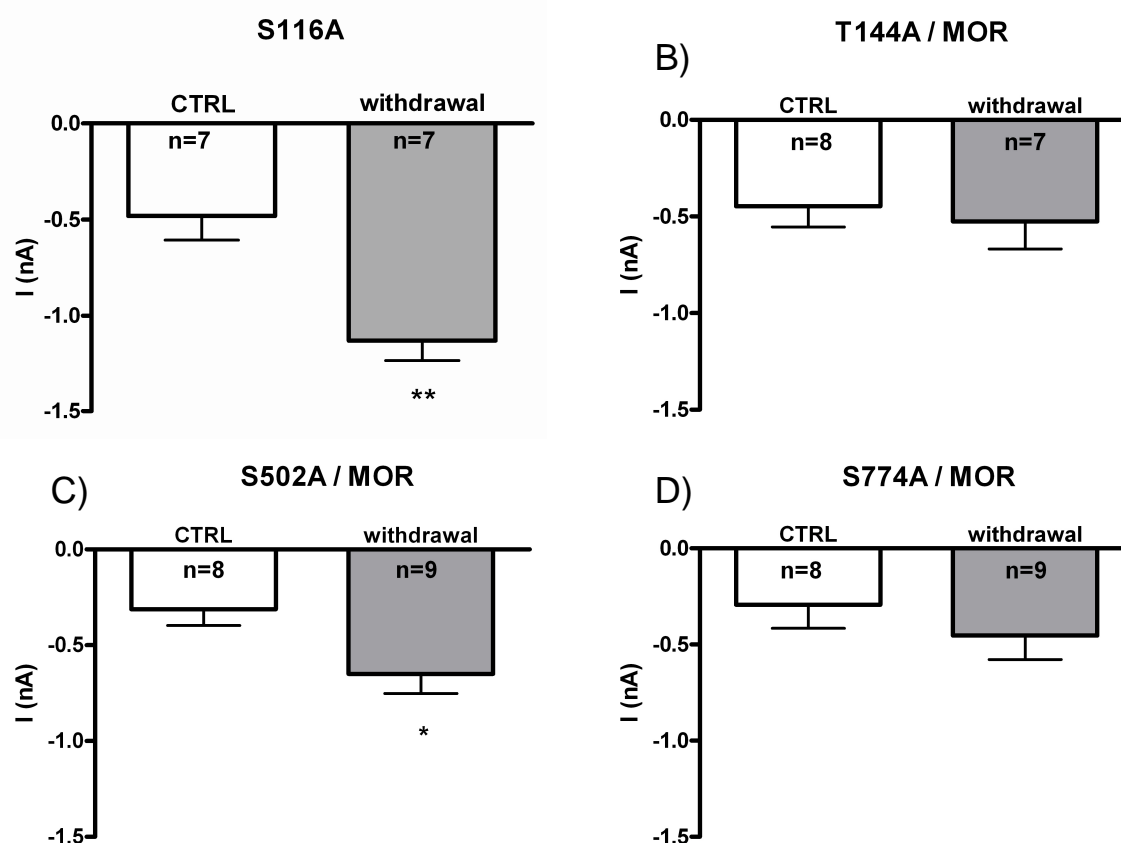 S116A
CTRL withdrawal
n=7 n=7
0.0
-0.5
-1.0
-1.5
I (nA)
**
B)
T144A / MOR
CTRL withdrawal
n=8 n=7
0.0
-0.5
-1.0
-1.5
I (nA)
C)
S502A / MOR
CTRL withdrawal
n=8 n=9
0.0
-0.5
-1.0
-1.5
I (nA)
*
D)
S774A / MOR
CTRL withdrawal
n=8 n=9
0.0
-0.5
-1.0
-1.5
I (nA)